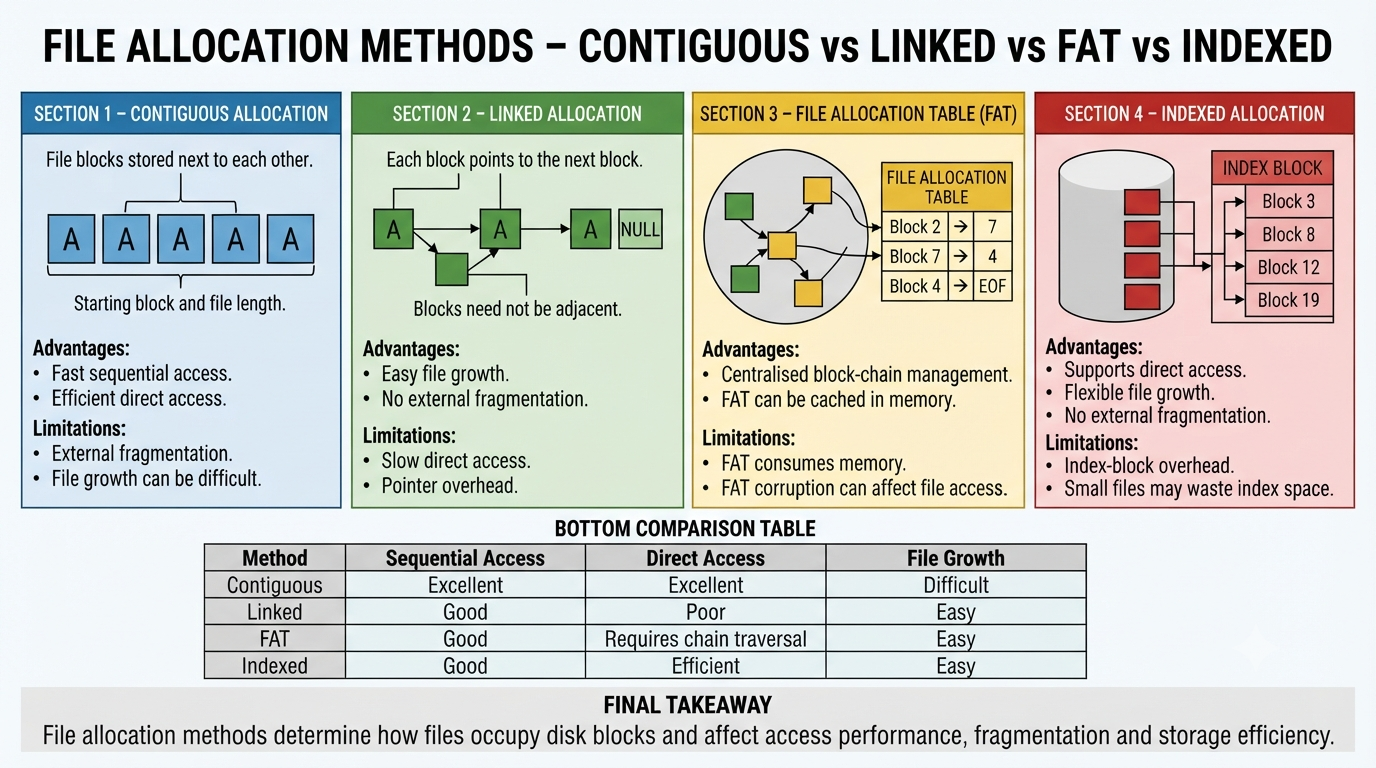 FILE ALLOCATION METHODS – CONTIGUOUS vs LINKED vs FAT vs INDEXED
SECTION 1 – CONTIGUOUS ALLOCATION
File blocks stored next to each other.
A A A A A
Starting block and file length.
Advantages:
• Fast sequential access.
• Efficient direct access.
Limitations:
• External fragmentation.
• File growth can be difficult.
SECTION 2 – LINKED ALLOCATION
Each block points to the next block.
A A A NULL
Blocks need not be adjacent.
Advantages:
• Easy file growth.
• No external fragmentation.
Limitations:
• Slow direct access.
• Pointer overhead.
SECTION 3 – FILE ALLOCATION TABLE (FAT)
FILE ALLOCATION
TABLE
Block 2 → 7
Block 7 → 4
Block 4 → EOF
Advantages:
• Centralised block-chain management.
• FAT can be cached in memory.
Limitations:
• FAT consumes memory.
• FAT corruption can affect file access.
SECTION 4 – INDEXED ALLOCATION
INDEX BLOCK
Block 3
Block 8
Block 12
Block 19
Advantages:
• Supports direct access.
• Flexible file growth.
• No external fragmentation.
Limitations:
• Index-block overhead.
• Small files may waste index space.
BOTTOM COMPARISON TABLE
Method Sequential Access Direct Access File Growth
Contiguous Excellent Excellent Difficult
Linked Good Poor Easy
FAT Good Requires chain traversal Easy
Indexed Good Efficient Easy
FINAL TAKEAWAY
File allocation methods determine how files occupy disk blocks and affect access performance, fragmentation and storage efficiency.